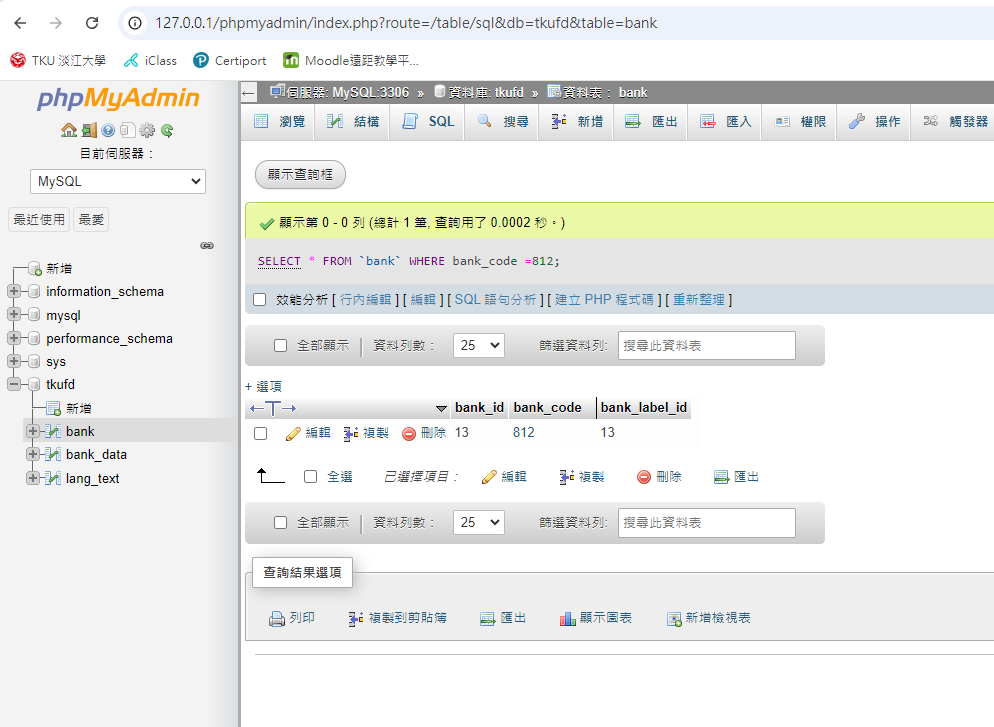 127.0.0.1/phpmyadmin/index.php?route=/table/sql&db=tkufd&table=bank
TKU 淡江大學 iClass Certiport Moodle遠距教學平...
phpMyAdmin
目前伺服器：
MySQL
最近使用 最愛
新增
information_schema
mysql
performance_schema
sys
tkufd
新增
bank
bank_data
lang_text
伺服器: MySQL:3306 » 資料庫: tkufd » 資料表： bank
瀏覽 結構 SQL 搜尋 新增 匯出 匯入 權限 操作 觸發器
顯示查詢框
顯示第 0 - 0 列 (總計 1 筆, 查詢用了 0.0002 秒。)
SELECT * FROM `bank` WHERE bank_code =812;
效能分析 [ 行內編輯 ] [ 編輯 ] [ SQL 語句分析 ] [ 建立 PHP 程式碼 ] [ 重新整理 ]
全部顯示 | 資料列數： 25 篩選資料列: 搜尋此資料表
+ 選項
←T→ bank_id bank_code bank_label_id
編輯 複製 刪除 13 812 13
全選 已選擇項目： 編輯 複製 刪除 匯出
全部顯示 | 資料列數： 25 篩選資料列: 搜尋此資料表
查詢結果選項
列印 複製到剪貼簿 匯出 顯示圖表 新增檢視表